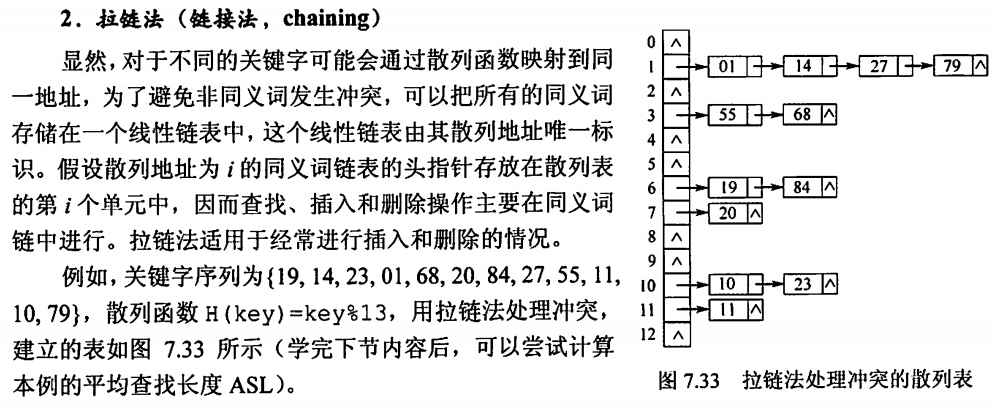 2．拉链法（链接法，chaining）
显然，对于不同的关键字可能会通过散列函数映射到同
一地址，为了避免非同义词发生冲突，可以把所有的同义词
存储在一个线性链表中，这个线性链表由其散列地址唯一标
识。假设散列地址为 i 的同义词链表的头指针存放在散列表
的第 i 个单元中，因而查找、插入和删除操作主要在同义词
链中进行。拉链法适用于经常进行插入和删除的情况。
例如，关键字序列为{19, 14, 23, 01, 68, 20, 84, 27, 55, 11,
10, 79}，散列函数 H(key)=key%13，用拉链法处理冲突，
建立的表如图 7.33 所示（学完下节内容后，可以尝试计算
本例的平均查找长度 ASL）。
0 ∧
1 01 14 27 79 ∧
2 ∧
3 55 68 ∧
4 ∧
5 ∧
6 19 84 ∧
7 20 ∧
8 ∧
9 ∧
10 10 23 ∧
11 11 ∧
12 ∧
图 7.33 拉链法处理冲突的散列表